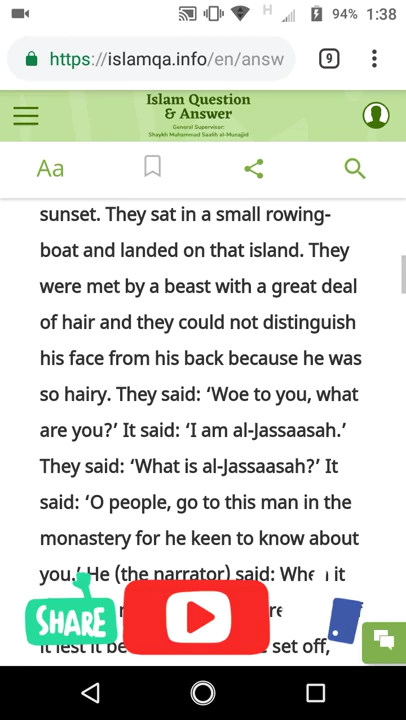 94% 1:38
https://islamqa.info/en/answ
9
H
Islam Question
& Answer
General Supervisor:
Shaykh Muhammad Saalih al-Munajjid
Aa
sunset. They sat in a small rowing-
boat and landed on that island. They
were met by a beast with a great deal
of hair and they could not distinguish
his face from his back because he was
so hairy. They said: ‘Woe to you, what
are you?’ It said: ‘I am al-Jassaasah.’
They said: ‘What is al-Jassaasah?’ It
said: ‘O people, go to this man in the
monastery for he keen to know about
you.’ He (the narrator) said: When it
it lest it be set off,
SHARE